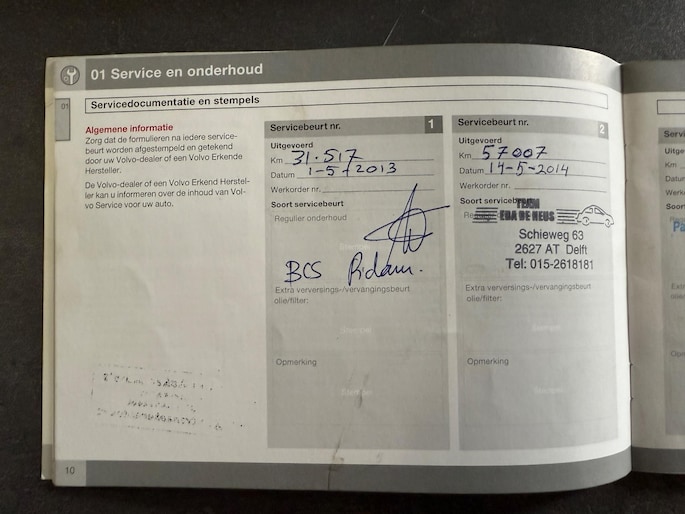 01 Service en onderhoud
01
Servicedocumentatie en stempels
Algemene informatie
Zorg dat de formulieren na iedere service-
beurt worden afgestempeld en getekend
door uw Volvo-dealer of een Volvo Erkende
Hersteller.
De Volvo-dealer of een Volvo Erkend Herstel-
ler kan u informeren over de inhoud van Vol-
vo Service voor uw auto.
Servicebeurt nr. 1
Uitgevoerd
Km 31.517
Datum 1-5-2013
Werkorder nr.
Soort servicebeurt
Regulier onderhoud
BCS
Extra verversings-/vervangingsbeurt
olie/filter:
Opmerking
Servicebeurt nr. 2
Uitgevoerd
Km 57007
Datum 14-5-2014
Werkorder nr.
Soort servicebeurt
TEAM
Schieweg 63
2627 AT Delft
Tel: 015-2618181
Extra verversings-/vervangingsbeurt
olie/filter:
Opmerking
10